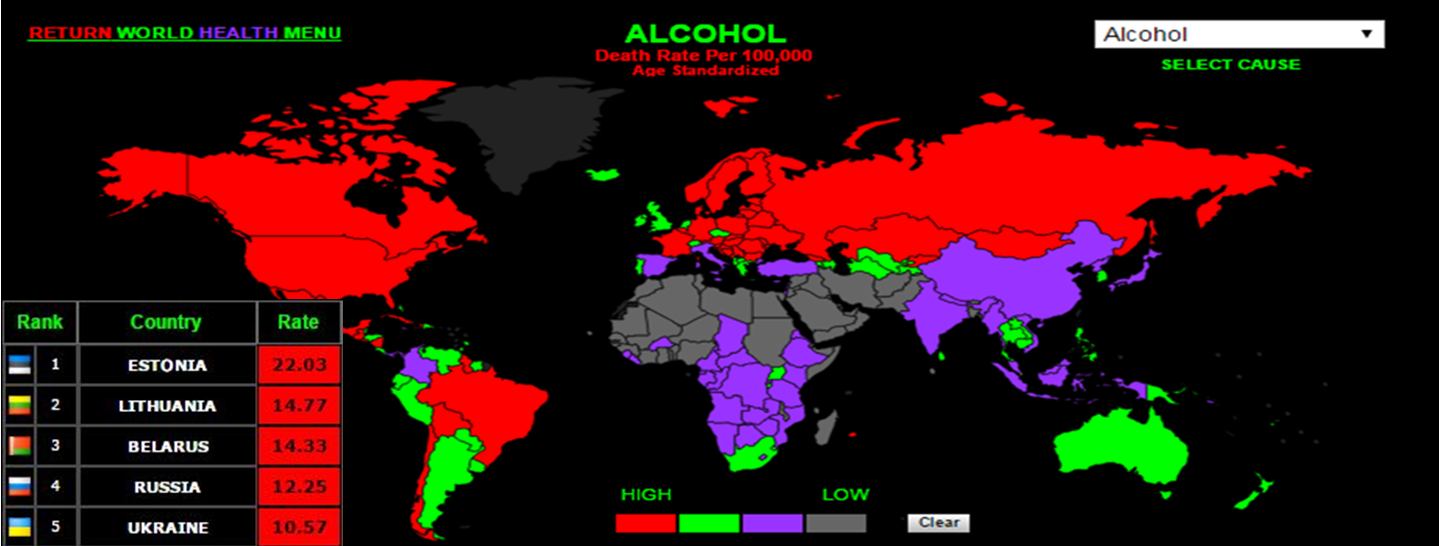 RETURN WORLD HEALTH MENU
ALCOHOL
Death Rate Per 100,000
Age Standardized
Alcohol
SELECT CAUSE
Rank Country Rate
1 ESTONIA 22.03
2 LITHUANIA 14.77
3 BELARUS 14.33
4 RUSSIA 12.25
5 UKRAINE 10.57
HIGH LOW
Clear